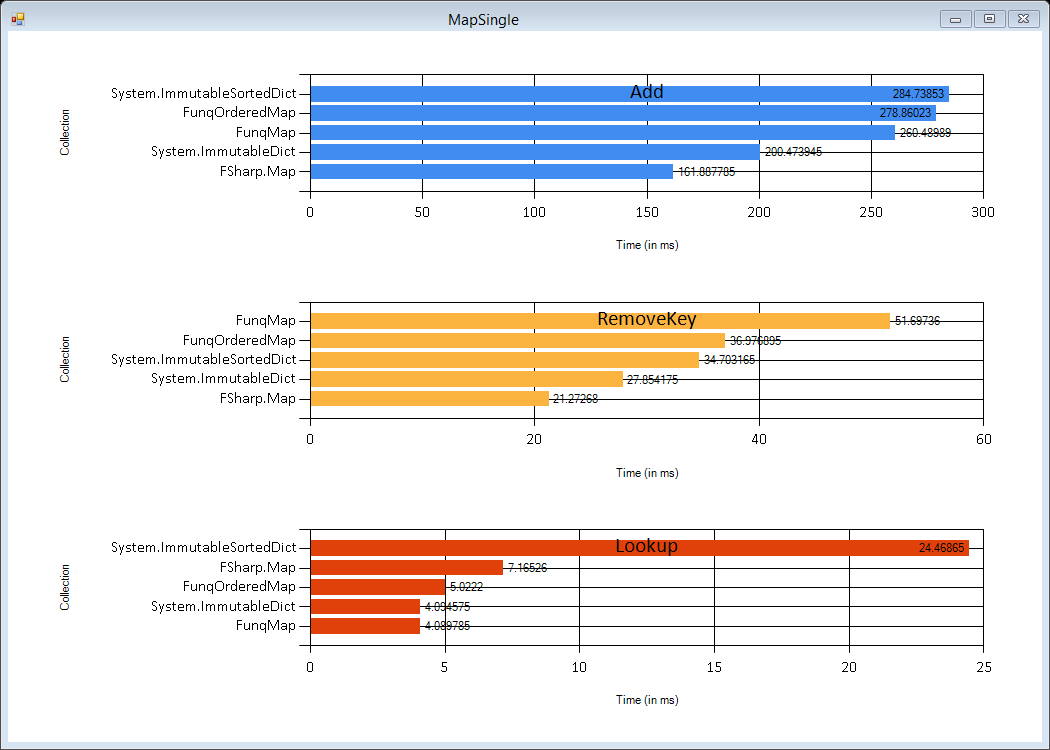 MapSingle
Add
Collection
System.ImmutableSortedDict 284.73853
FunqOrderedMap 278.86023
FunqMap 260.48989
System.ImmutableDict 200.473945
FSharp.Map 161.887785
0 50 100 150 200 250 300
Time (in ms)
RemoveKey
Collection
FunqMap 51.69736
FunqOrderedMap 36.976895
System.ImmutableSortedDict 34.703165
System.ImmutableDict 27.854175
FSharp.Map 21.27268
0 20 40 60
Time (in ms)
Lookup
Collection
System.ImmutableSortedDict 24.46865
FSharp.Map 7.16526
FunqOrderedMap 5.0222
System.ImmutableDict 4.094575
FunqMap 4.089785
0 5 10 15 20 25
Time (in ms)